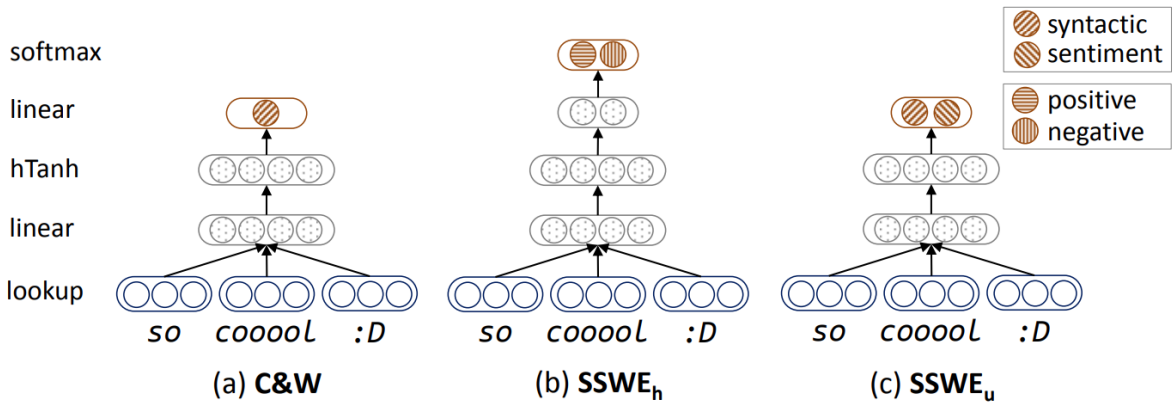 softmax
linear
hTanh
linear
lookup
so cooool :D
so cooool :D
so cooool :D
(a) C&W
(b) SSWEh
(c) SSWEu
syntactic
sentiment
positive
negative